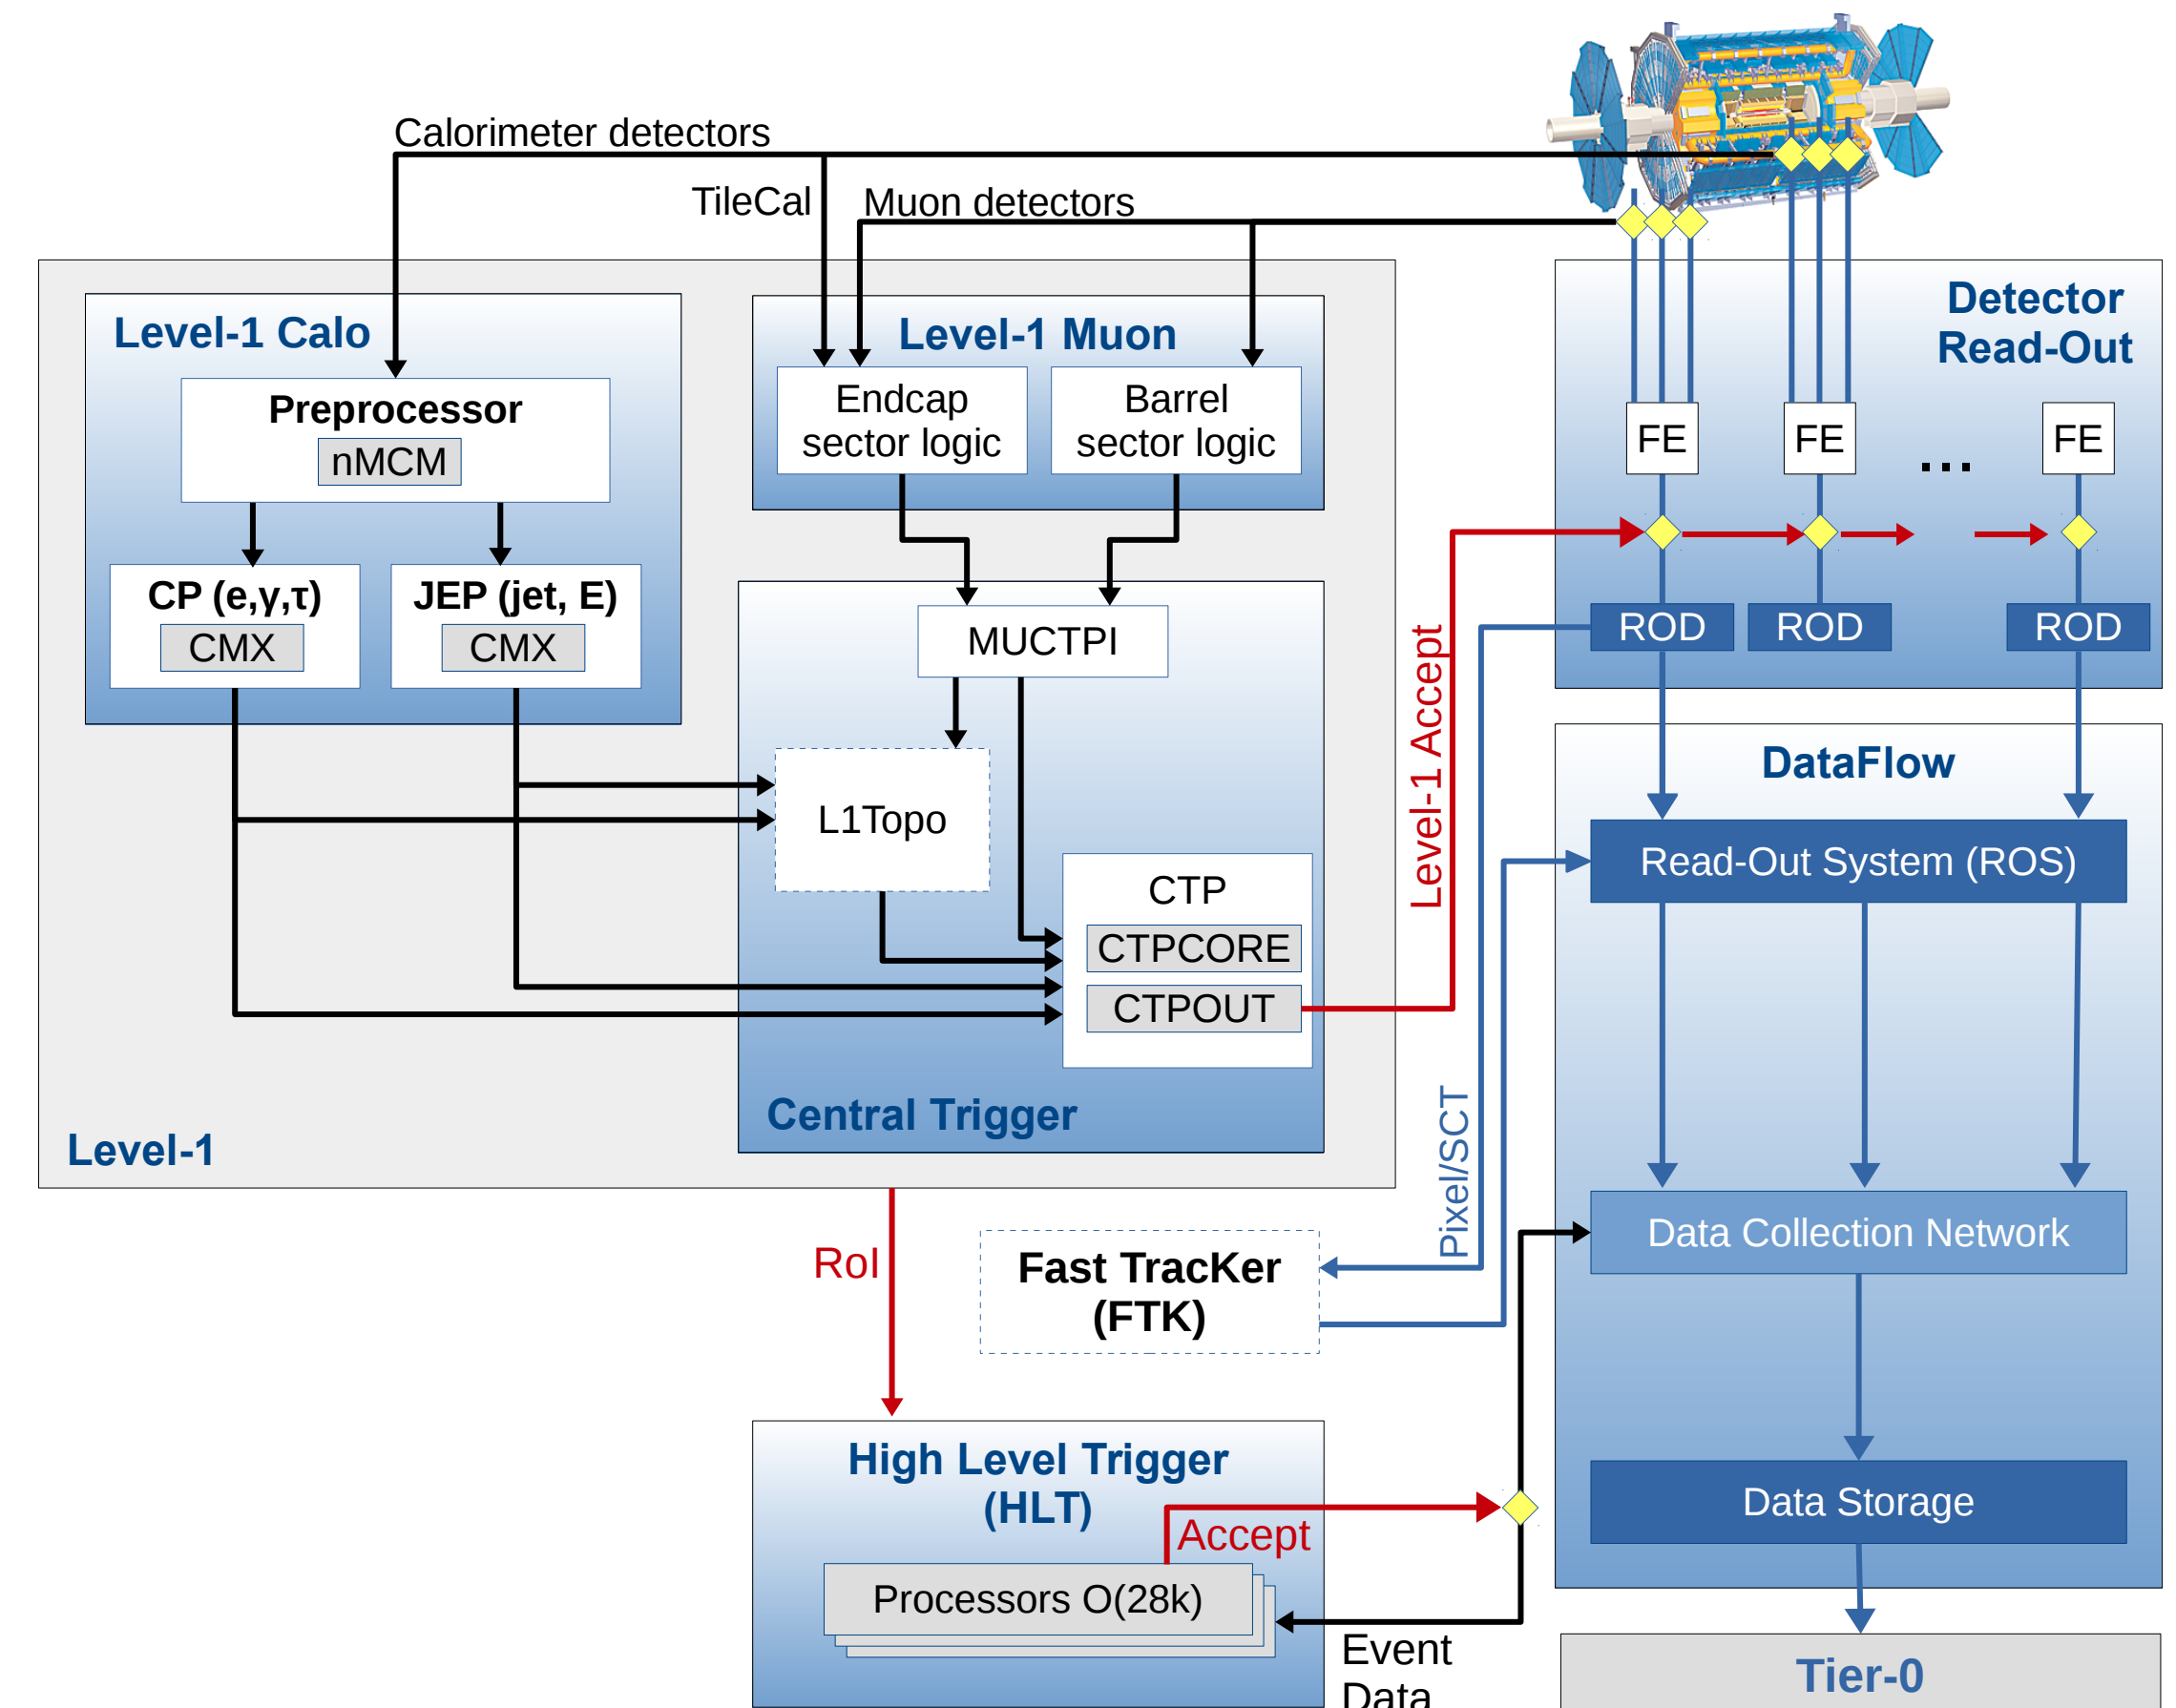 Calorimeter detectors
TileCal
Muon detectors
Level-1 Calo
Preprocessor
nMCM
CP (e,γ,τ)
CMX
JEP (jet, E)
CMX
Level-1 Muon
Endcap
sector logic
Barrel
sector logic
MUCTPI
L1Topo
CTP
CTPCORE
CTPOUT
Central Trigger
Level-1
Level-1 Accept
Pixel/SCT
Detector
Read-Out
FE
FE
...
FE
ROD
ROD
ROD
DataFlow
Read-Out System (ROS)
Data Collection Network
Data Storage
Tier-0
RoI
Fast TracKer
(FTK)
High Level Trigger
(HLT)
Accept
Processors O(28k)
Event
Data